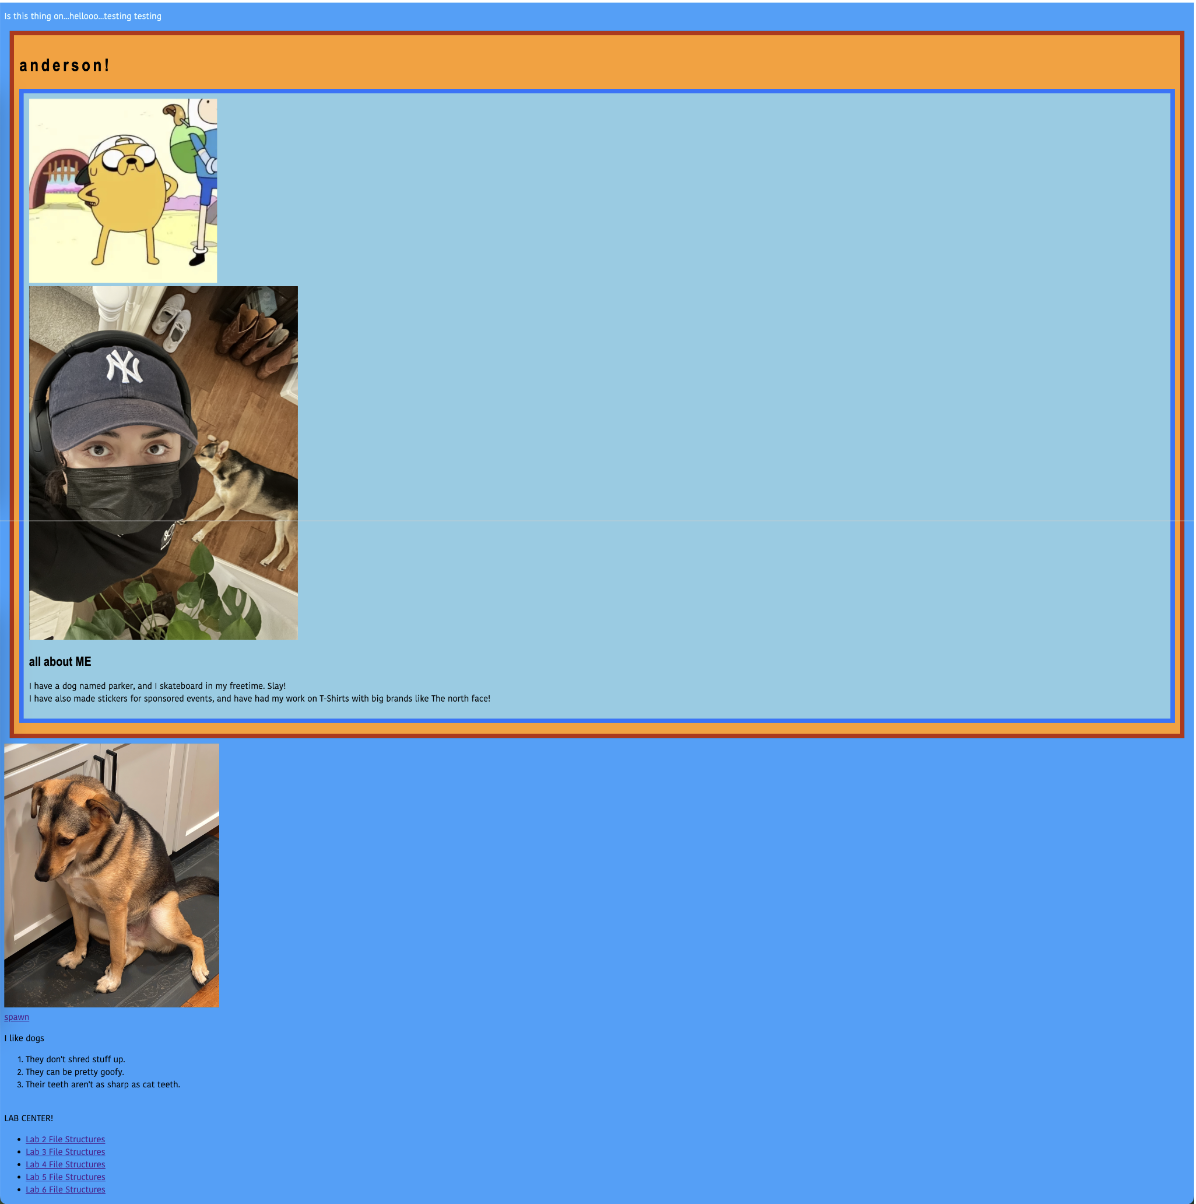 Is this thing on...hellooo...testing testing
anderson!
NY
all about ME
I have a dog named parker, and I skateboard in my freetime. Slay!
I have also made stickers for sponsored events, and have had my work on T-Shirts with big brands like The north face!
spawn
I like dogs
1. They don't shred stuff up.
2. They can be pretty goofy.
3. Their teeth aren't as sharp as cat teeth.
LAB CENTER!
• Lab 2 File Structures
• Lab 3 File Structures
• Lab 4 File Structures
• Lab 5 File Structures
• Lab 6 File Structures